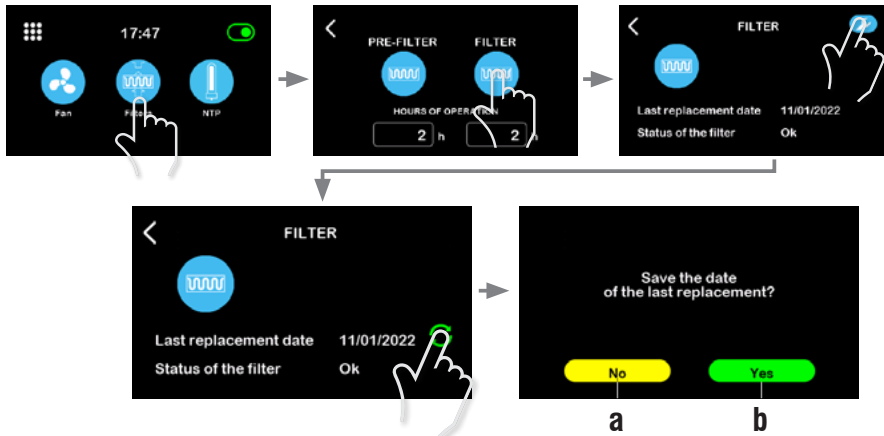 17:47
Fan
Filters
NTP
PRE-FILTER FILTER
HOURS OF OPERATION
2 h 2 h
FILTER
Last replacement date 11/01/2022
Status of the filter Ok
FILTER
Last replacement date 11/01/2022
Status of the filter Ok
Save the date
of the last replacement?
No Yes
a b